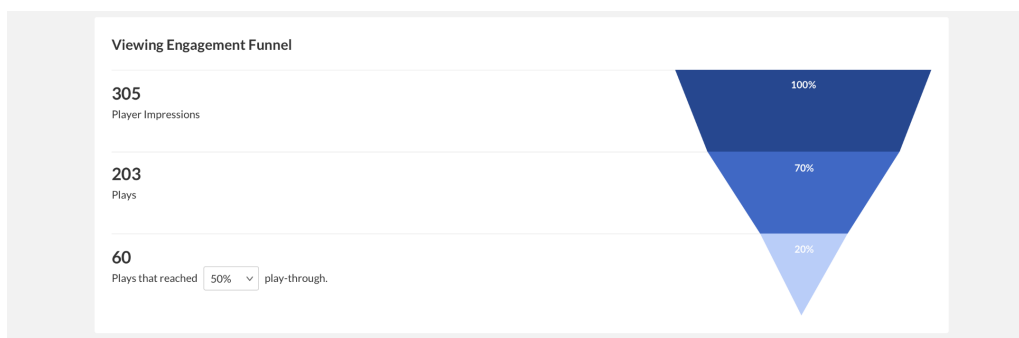 Viewing Engagement Funnel
305
Player Impressions
100%
203
Plays
70%
60
Plays that reached 50% play-through.
20%